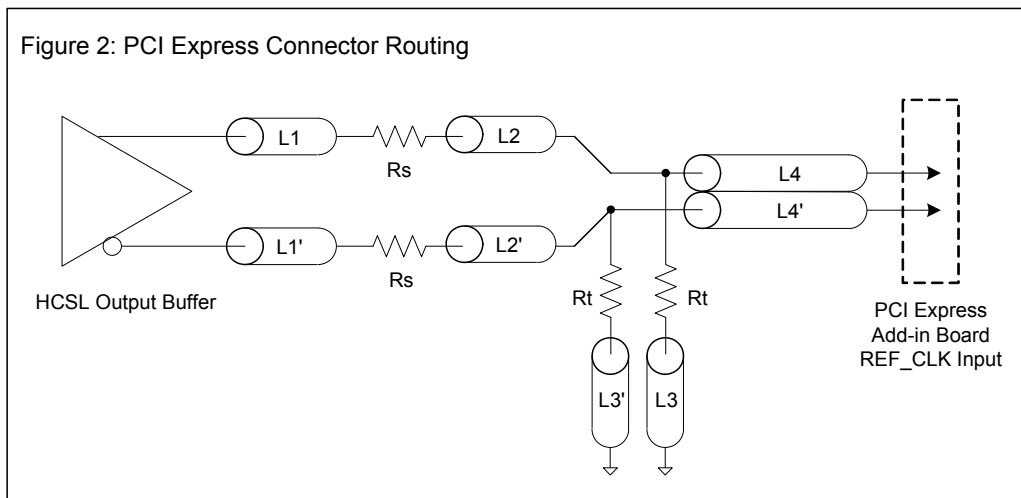 Figure 2: PCI Express Connector Routing
L1
Rs
L2
L4
L4'
L1'
Rs
L2'
HCSL Output Buffer
Rt
Rt
L3'
L3
PCI Express
Add-in Board
REF_CLK Input